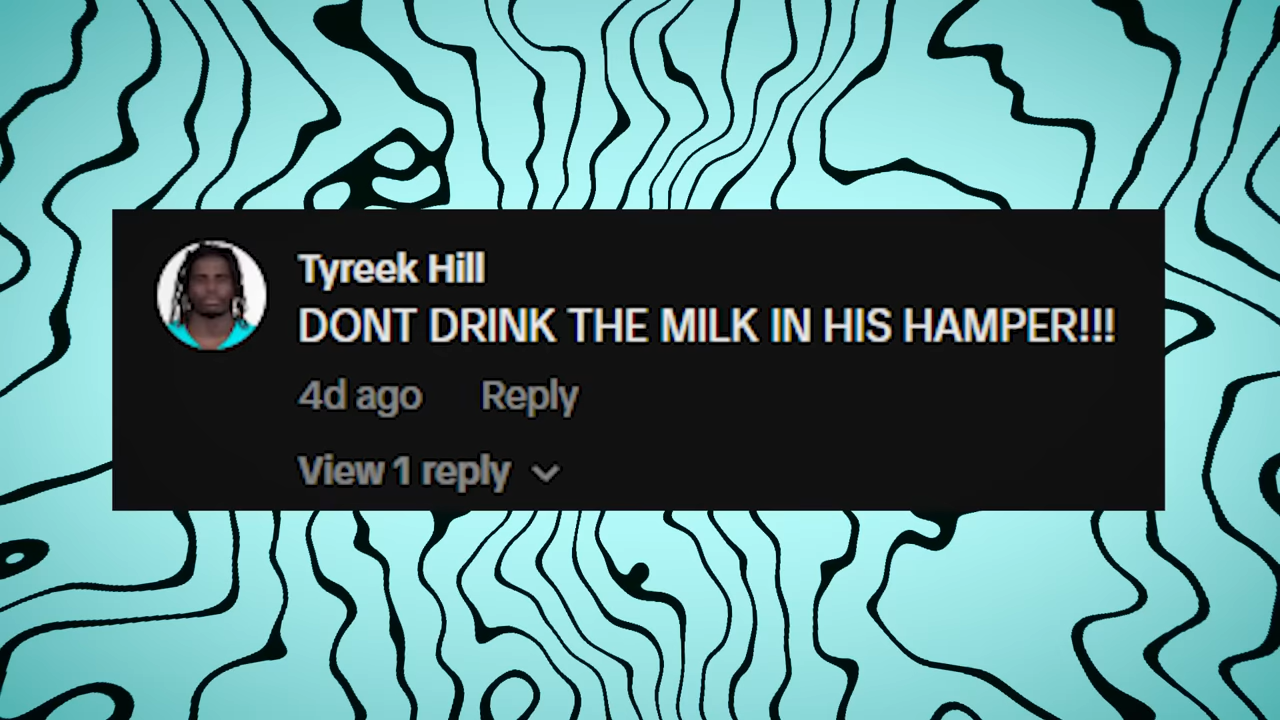 Tyreek Hill
DONT DRINK THE MILK IN HIS HAMPER!!!
4d ago Reply
View 1 reply